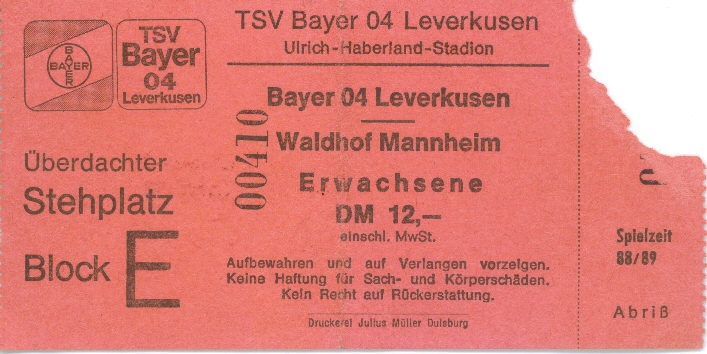 TSV Bayer 04 Leverkusen
Ulrich-Haberland-Stadion
BAYER
BAYER
TSV
Bayer
04
Leverkusen
Bayer 04 Leverkusen
Waldhof Mannheim
00410
Überdachter
Stehplatz
Block E
Erwachsene
DM 12,—
einschl. MwSt.
Aufbewahren und auf Verlangen vorzeigen.
Keine Haftung für Sach- und Körperschäden.
Kein Recht auf Rückerstattung.
Druckerei Julius Müller Duisburg
Spielzeit
88/89
Abriß